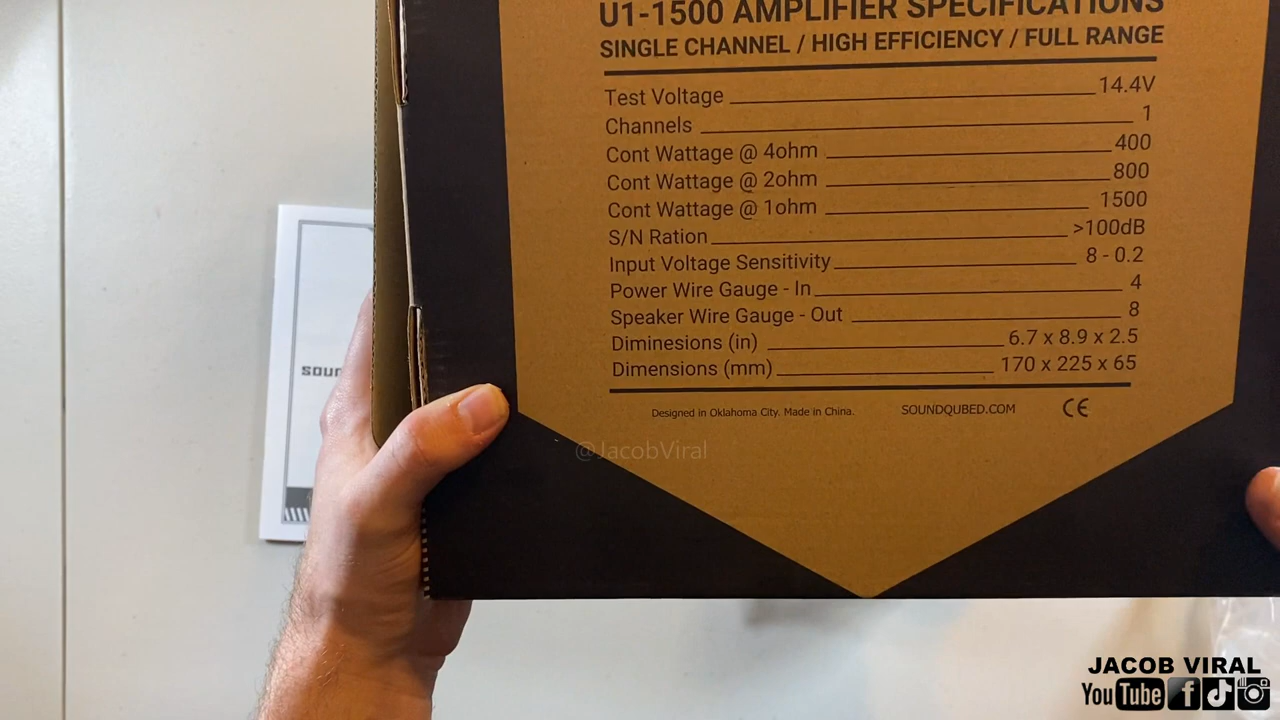 U1-1500 AMPLIFIER SPECIFICATIONS
SINGLE CHANNEL / HIGH EFFICIENCY / FULL RANGE
Test Voltage 14.4V
Channels 1
Cont Wattage @ 4ohm 400
Cont Wattage @ 2ohm 800
Cont Wattage @ 1ohm 1500
S/N Ration >100dB
Input Voltage Sensitivity 8 - 0.2
Power Wire Gauge - In 4
Speaker Wire Gauge - Out 8
Diminesions (in) 6.7 x 8.9 x 2.5
Dimensions (mm) 170 x 225 x 65
Designed in Oklahoma City. Made in China. SOUNDQUBED.COM CE
@JacobViral
JACOB VIRAL
YouTube